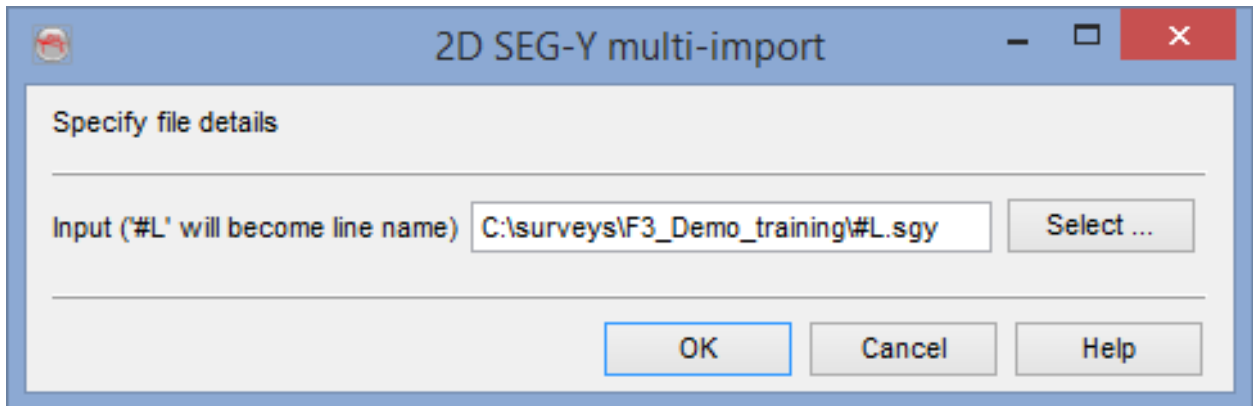 2D SEG-Y multi-import
Specify file details
Input ('#L' will become line name) C:\surveys\F3_Demo_training\#L.sgy Select ...
OK Cancel Help